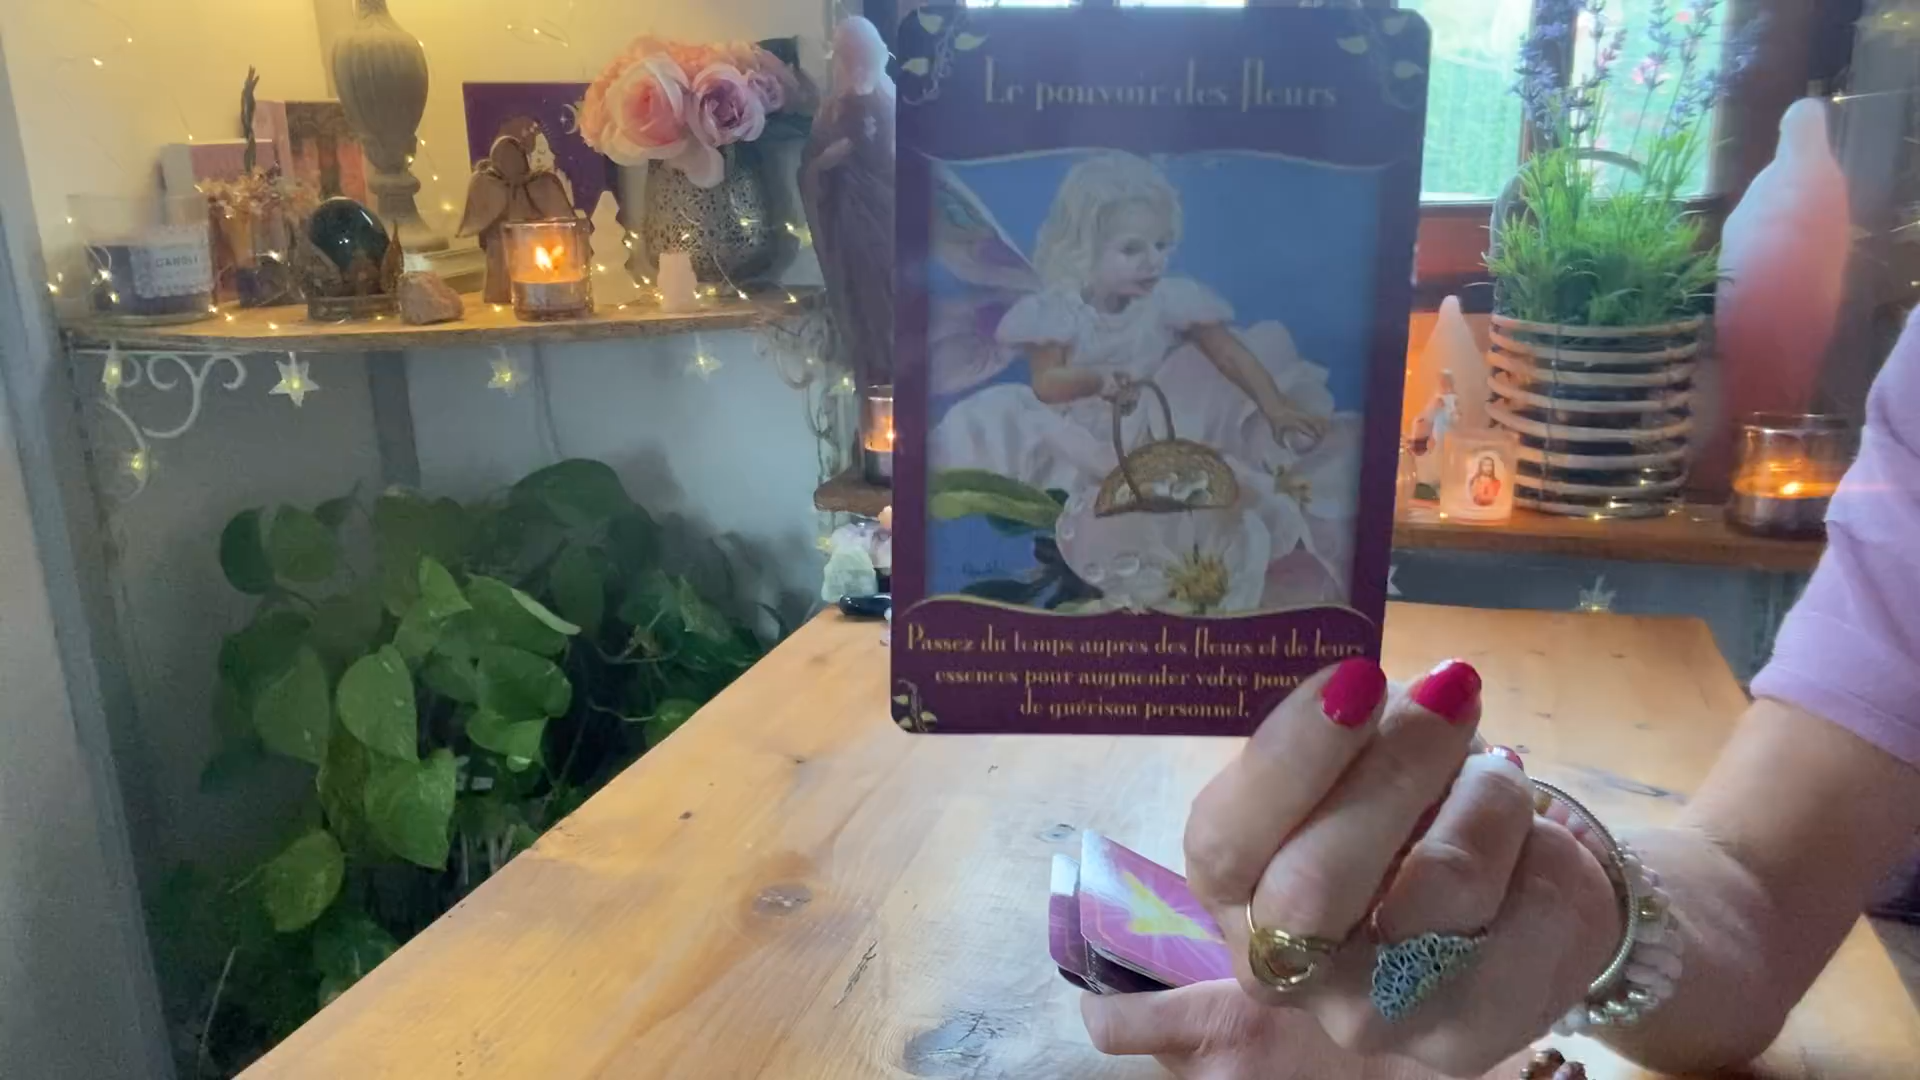 Le pouvoir des fleurs
Passez du temps auprès des fleurs et de leurs
essences pour augmenter votre pouv
de guérison personnel.